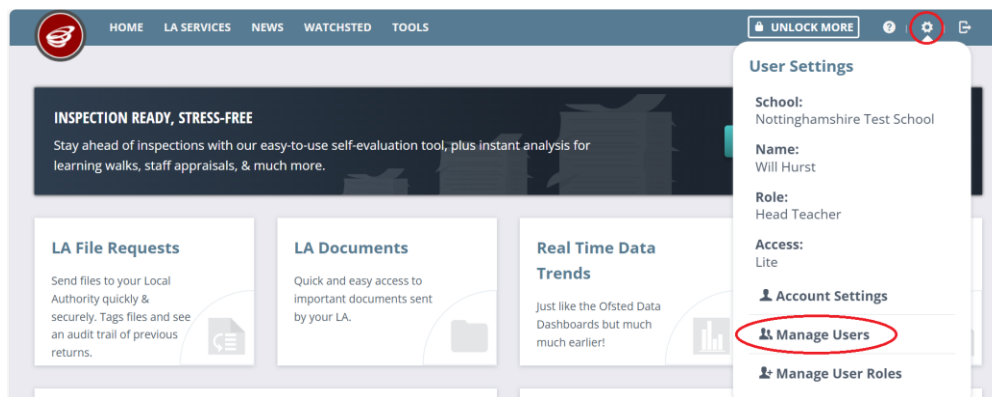 HOME LA SERVICES NEWS WATCHSTED TOOLS UNLOCK MORE
User Settings
School:
Nottinghamshire Test School
Name:
Will Hurst
Role:
Head Teacher
Access:
Lite
Account Settings
Manage Users
Manage User Roles
INSPECTION READY, STRESS-FREE
Stay ahead of inspections with our easy-to-use self-evaluation tool, plus instant analysis for
learning walks, staff appraisals, & much more.
LA File Requests
Send files to your Local
Authority quickly &
securely. Tags files and see
an audit trail of previous
returns.
LA Documents
Quick and easy access to
important documents sent
by your LA.
Real Time Data
Trends
Just like the Ofsted Data
Dashboards but much
much earlier!